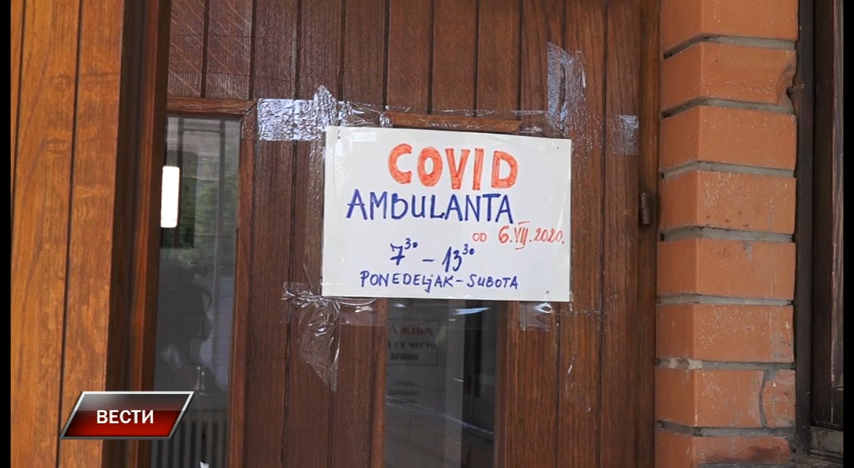 COVID
AMBULANTA
OD 6.VII.2020.
7³⁰ - 13³⁰
PONEDELjAK - SUBOTA
ВЕСТИ